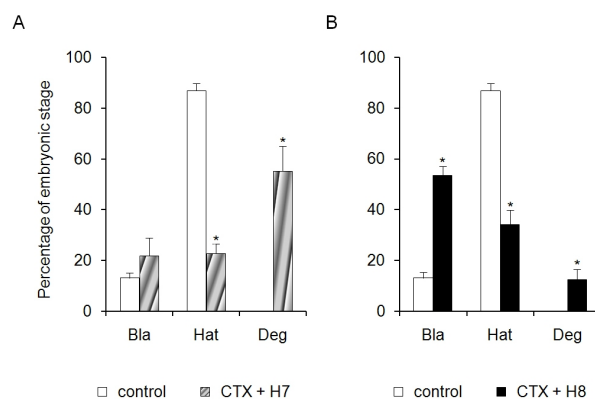 A
B
Percentage of embryonic stage
100
80
60
40
20
0
*
*
Bla
Hat
Deg
control
CTX + H7
100
80
60
40
20
0
*
*
*
Bla
Hat
Deg
control
CTX + H8